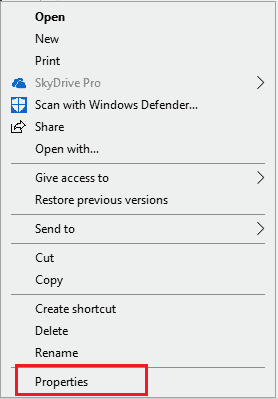 Open
New
Print
SkyDrive Pro
Scan with Windows Defender...
Share
Open with...
Give access to
Restore previous versions
Send to
Cut
Copy
Create shortcut
Delete
Rename
Properties